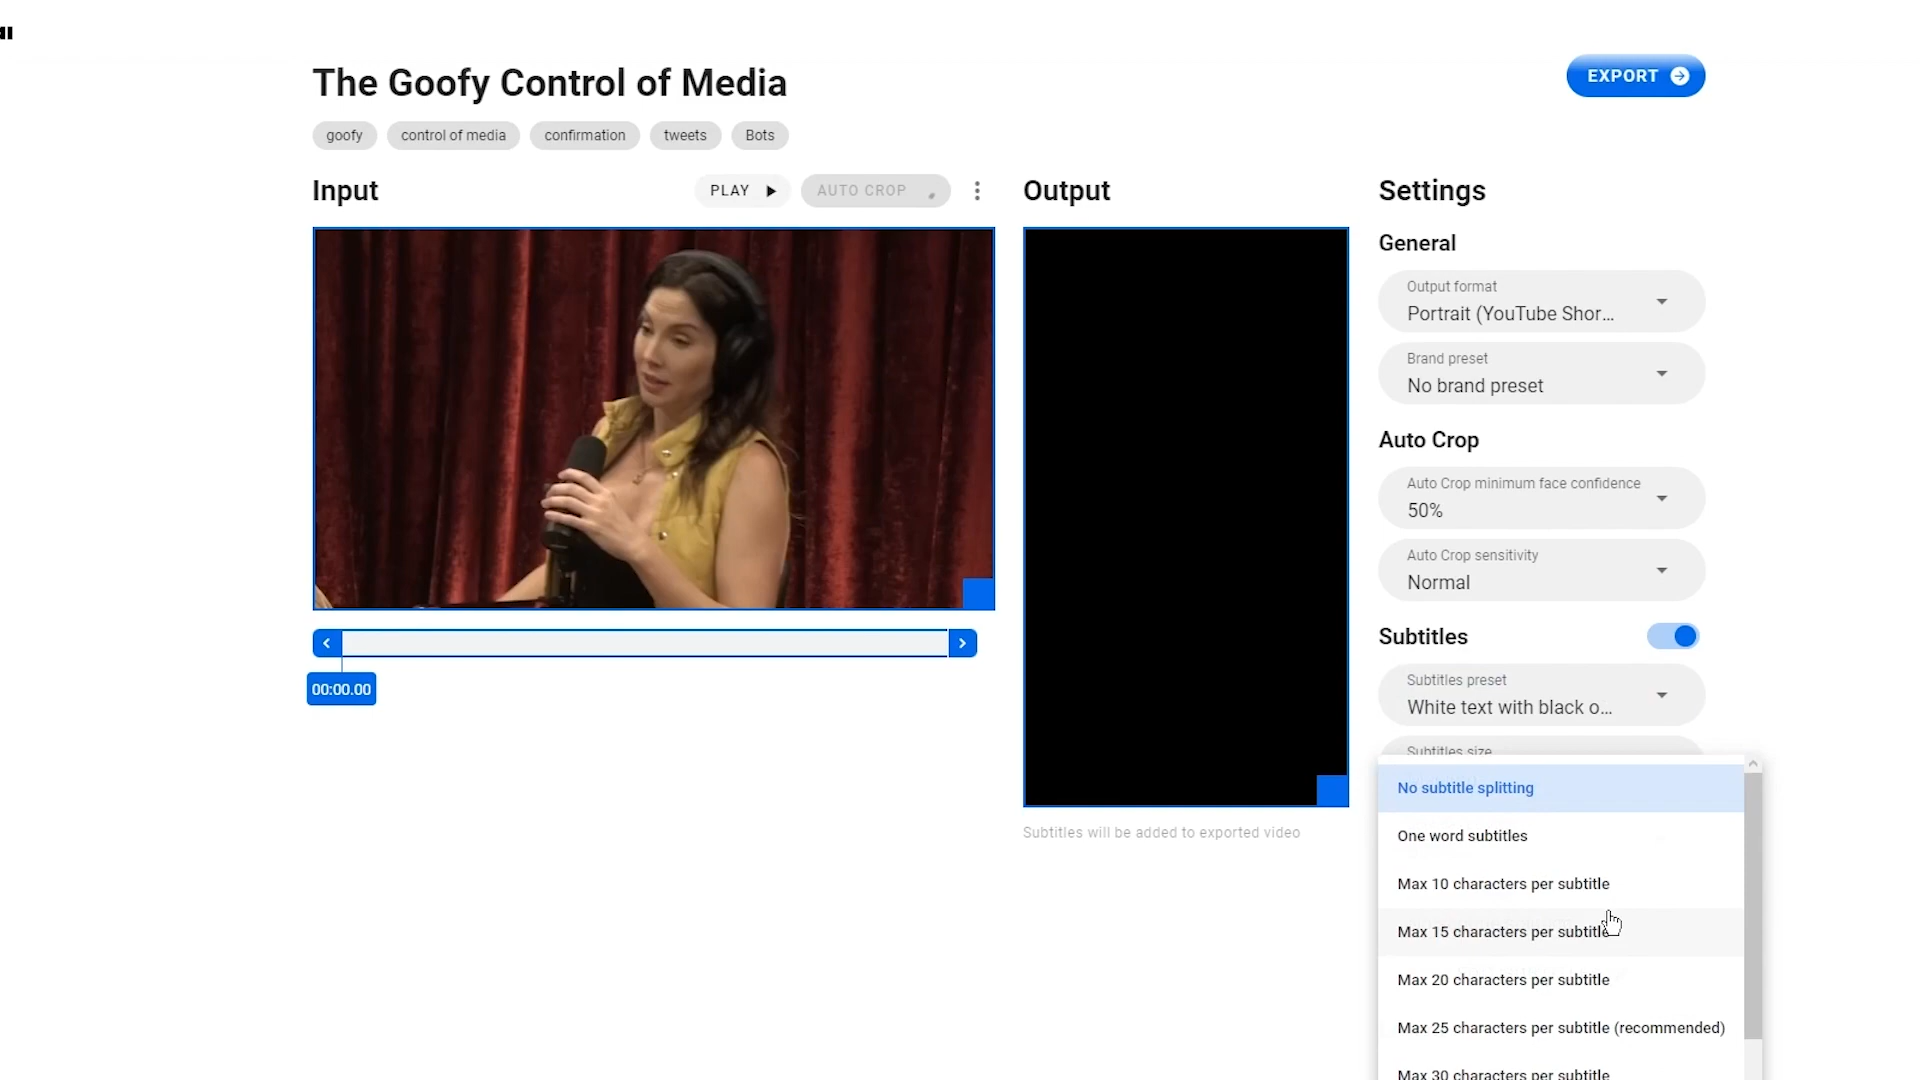 The Goofy Control of Media
EXPORT
goofy
control of media
confirmation
tweets
Bots
Input
PLAY
AUTO CROP
Output
Settings
General
Output format
Portrait (YouTube Shor...
Brand preset
No brand preset
Auto Crop
Auto Crop minimum face confidence
50%
Auto Crop sensitivity
Normal
Subtitles
00:00.00
Subtitles preset
White text with black o...
Subtitles size
No subtitle splitting
Subtitles will be added to exported video
One word subtitles
Max 10 characters per subtitle
Max 15 characters per subtitle
Max 20 characters per subtitle
Max 25 characters per subtitle (recommended)
Max 30 characters per subtitle